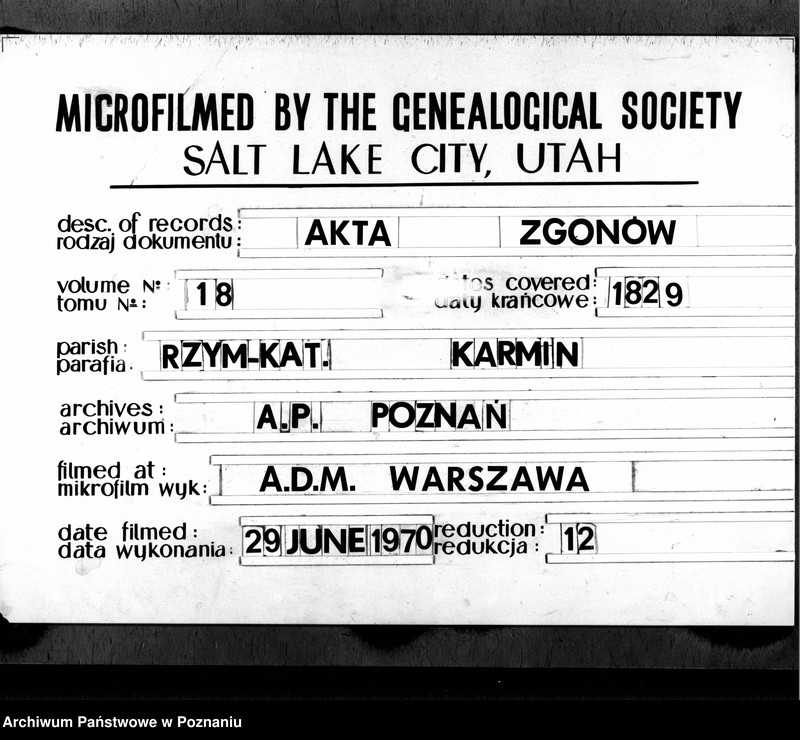 MICROFILMED BY THE GENEALOGICAL SOCIETY
SALT LAKE CITY, UTAH
desc. of records: AKTA ZGONÓW
rodzaj dokumentu:
volume Nº: 18 covered: 1829
tomu Nº: daty krańcowe:
parish: RZYM-KAT. KARMIN
parafia.
archives: A.P. POZNAŃ
archiwum:
filmed at: A.D.M. WARSZAWA
mikrofilm wyk:
date filmed: 29 JUNE 1970 reduction: 12
data wykonania: redukcja:
Archiwum Państwowe w Poznaniu